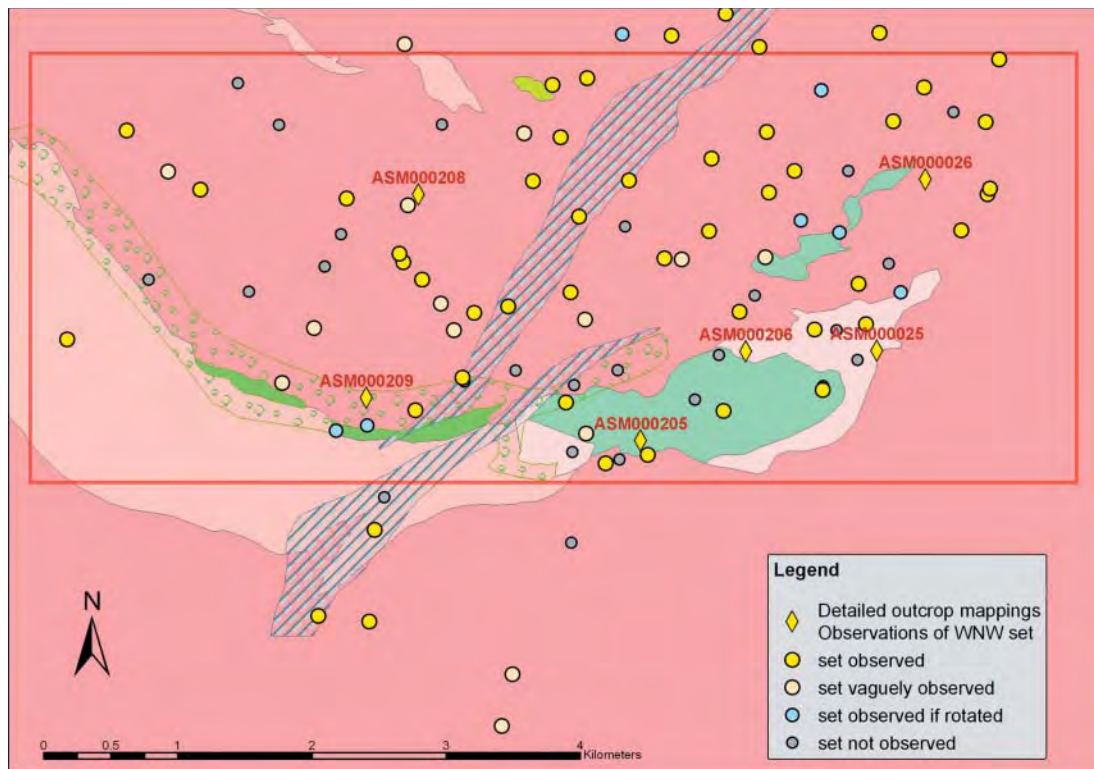 ASM000026
ASM000208
ASM000206
ASM000025
ASM000209
ASM000205
Legend
Detailed outcrop mappings
Observations of WNW set
set observed
set vaguely observed
set observed if rotated
set not observed
N
0 0.5 1 2 3 4
Kilometers